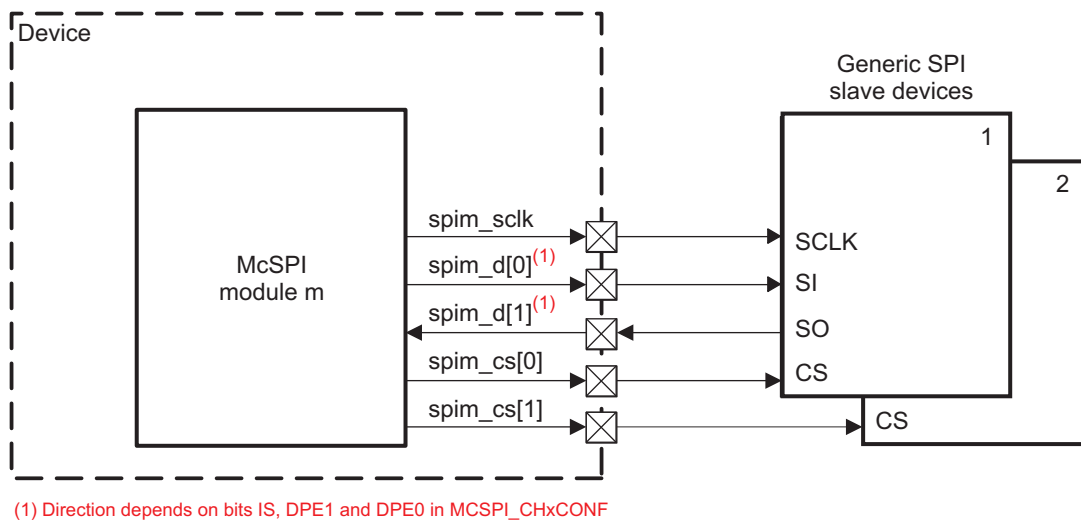 Device
Generic SPI
slave devices
1
2
McSPI
module m
spim_sclk
spim_d[0](1)
spim_d[1](1)
spim_cs[0]
spim_cs[1]
SCLK
SI
SO
CS
CS
(1) Direction depends on bits IS, DPE1 and DPE0 in MCSPI_CHxCONF